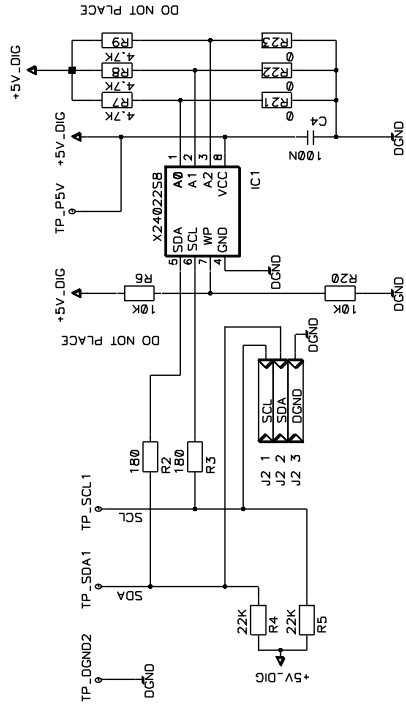 DO NOT PLACE
R9
4.7K
R8
4.7K
R7
4.7K
R23
0
R22
0
R21
0
+5V_DIG
C4
100N
+5V_DIG
DGND
TP_P5V
1
2
3
8
A0
A1
A2
VCC
X24022S8
IC1
SDA
SCL
WP
GND
5
6
7
4
DGND
+5V_DIG
R6
10K
R20
10K
DGND
DO NOT PLACE
DGND
SCL
SDA
DGND
J2 1
J2 2
J2 3
180
R2
180
R3
TP_SCL1
SCL
TP_SDA1
SDA
22K
R4
22K
R5
+5V_DIG
TP_DGND2
DGND